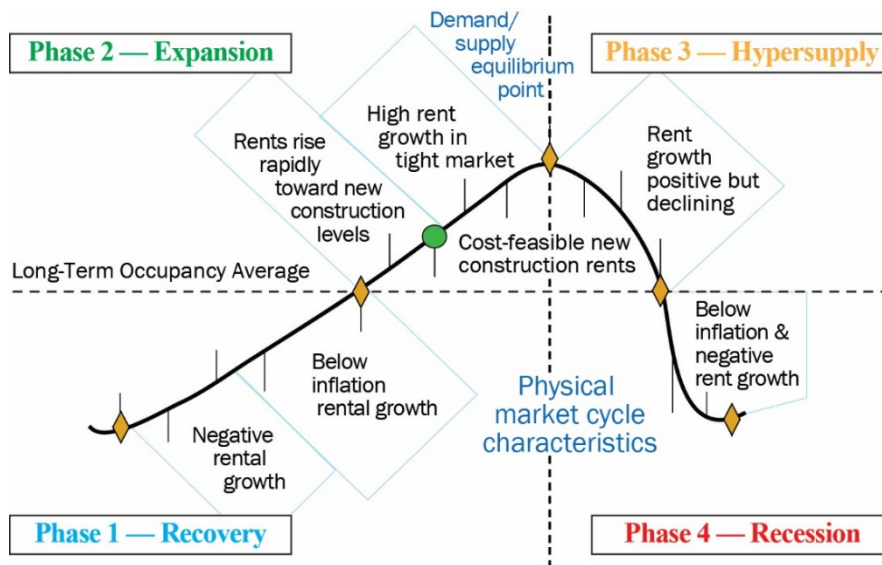 Phase 2 — Expansion
Demand/
supply
equilibrium
point
Phase 3 — Hypersupply
High rent
growth in
tight market
Rents rise
rapidly
toward new
construction
levels
Rent
growth
positive but
declining
Cost-feasible new
construction rents
Long-Term Occupancy Average
Below
inflation
rental growth
Negative
rental
growth
Physical
market cycle
characteristics
Below
inflation &
negative
rent growth
Phase 1 — Recovery
Phase 4 — Recession